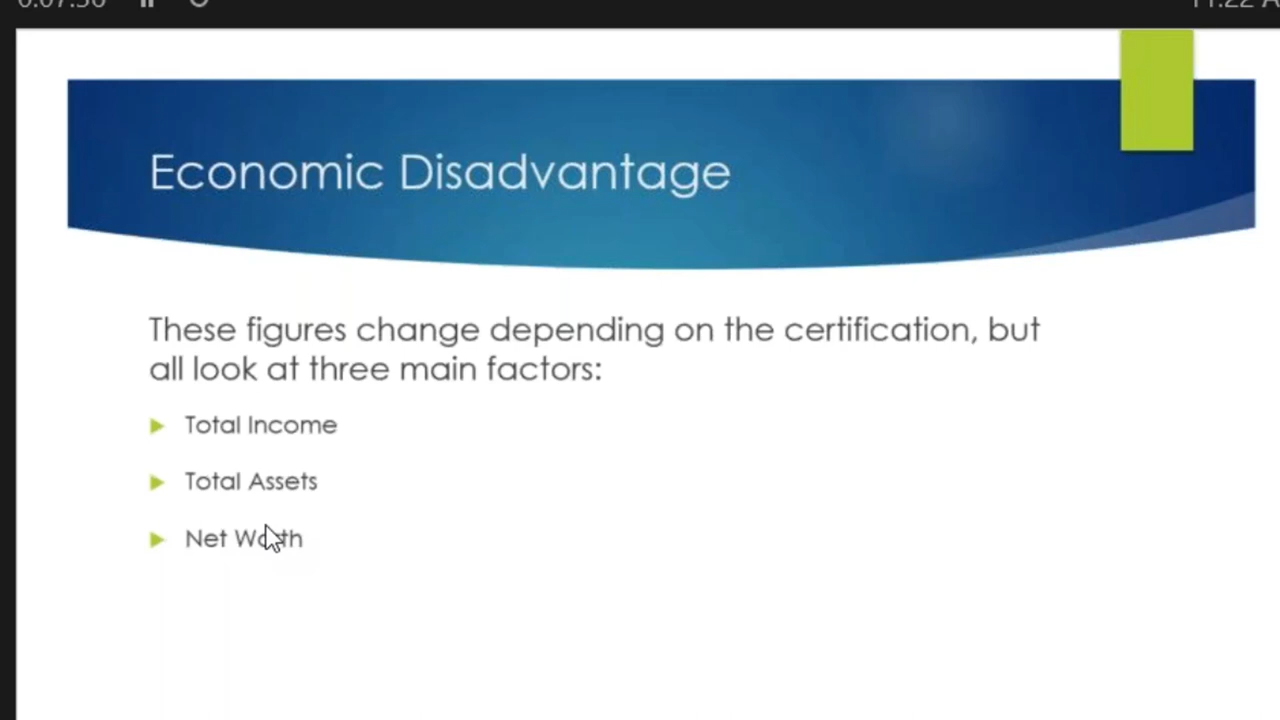 Economic Disadvantage
These figures change depending on the certification, but
all look at three main factors:
Total Income
Total Assets
Net Worth